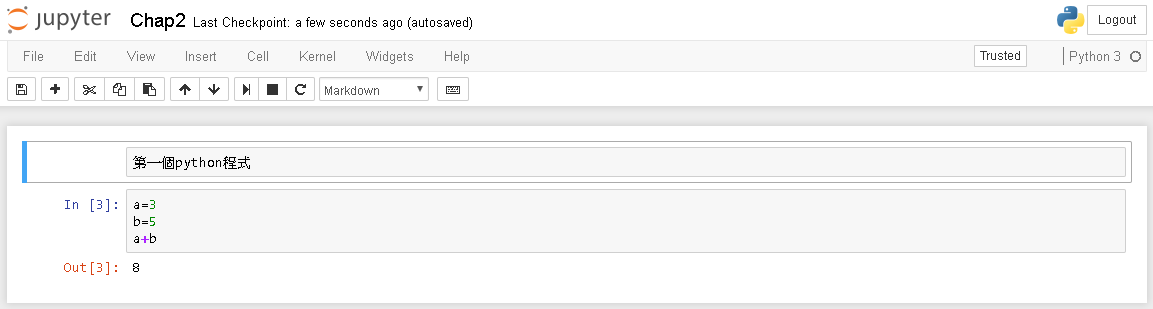 jupyter Chap2 Last Checkpoint: a few seconds ago (autosaved) Logout
File Edit View Insert Cell Kernel Widgets Help Trusted Python 3
Markdown
第一個python程式
In [3]: a=3
b=5
a+b
Out[3]: 8